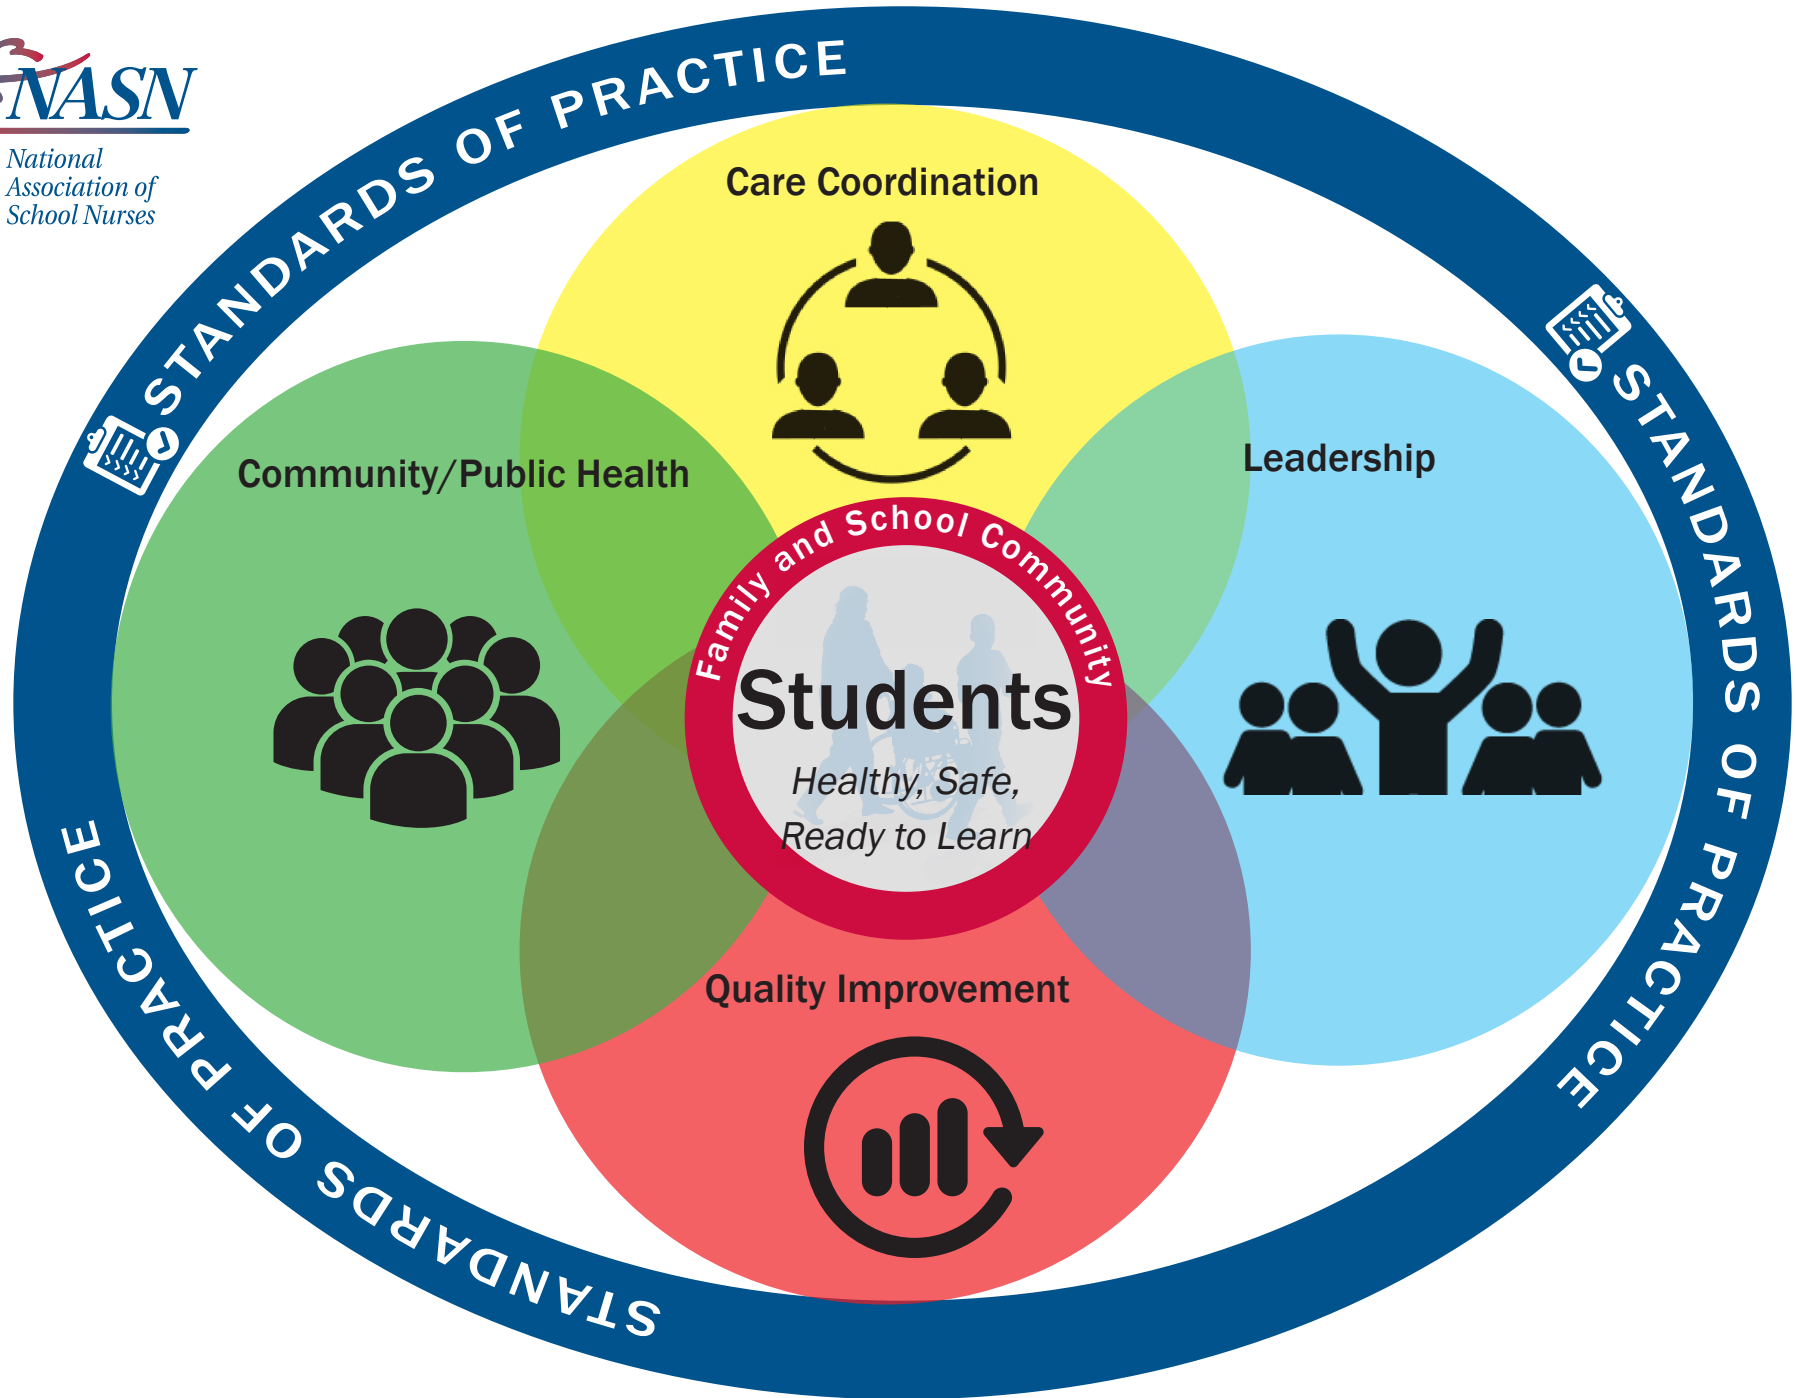 NASN
National
Association of
School Nurses
STANDARDS OF PRACTICE
Care Coordination
STANDARDS OF PRACTICE
Leadership
Community/Public Health
Family and School Community
Students
Healthy, Safe,
Ready to Learn
Quality Improvement
STANDARDS OF PRACTICE